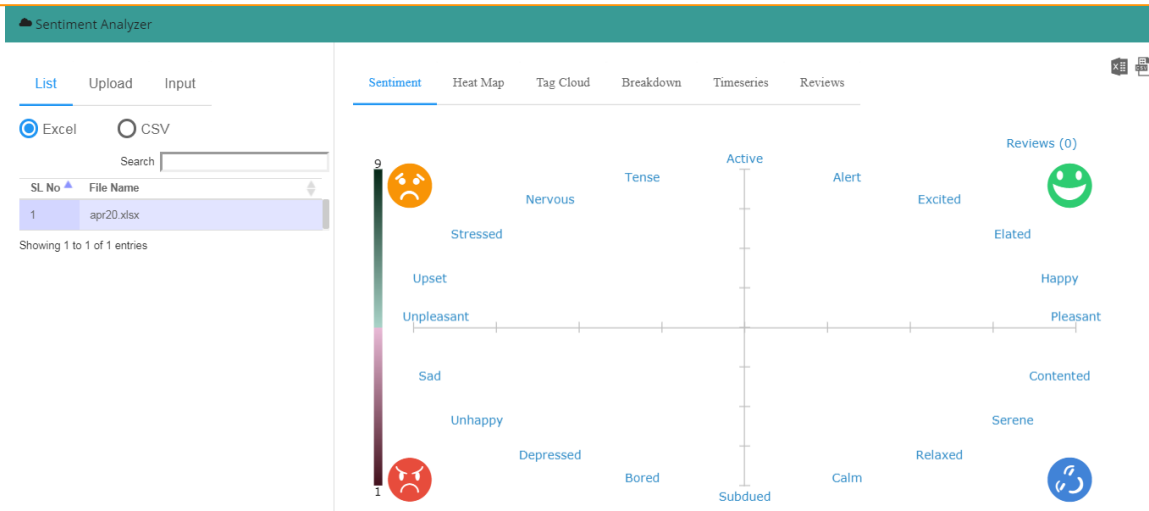 Sentiment Analyzer
List Upload Input
Excel CSV
Search
SL No File Name
1 apr20.xlsx
Showing 1 to 1 of 1 entries
Sentiment Heat Map Tag Cloud Breakdown Timeseries Reviews
Reviews (0)
9
Active
Tense Alert
Nervous Excited
Stressed Elated
Upset Happy
Unpleasant Pleasant
Sad Contented
Unhappy Serene
Depressed Relaxed
Bored Calm
1
Subdued